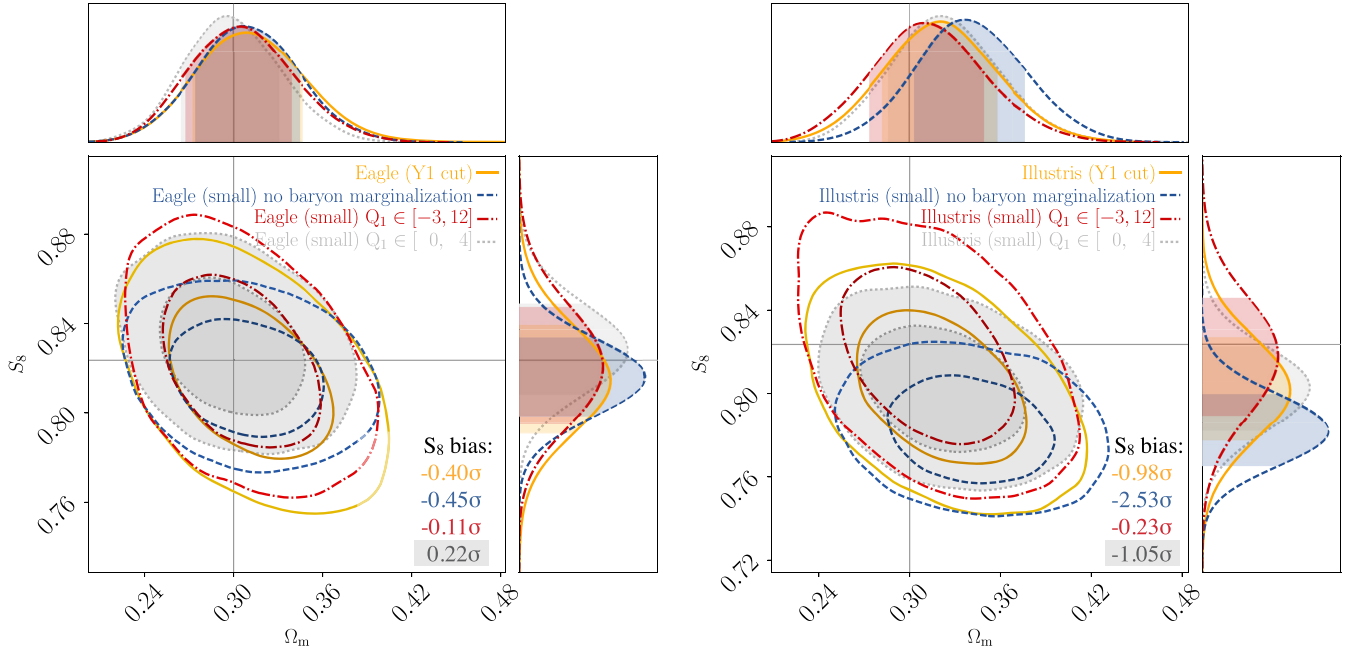 Eagle (Y1 cut)
Eagle (small) no baryon marginalization
Eagle (small) Q₁ ∈ [−3, 12]
Eagle (small) Q₁ ∈ [ 0, 4]
0.88
0.84
0.80
0.76
S₈
S₈ bias:
-0.40σ
-0.45σ
-0.11σ
0.22σ
0.24
0.30
0.36
0.42
0.48
Ωₘ
Illustris (Y1 cut)
Illustris (small) no baryon marginalization
Illustris (small) Q₁ ∈ [−3, 12]
Illustris (small) Q₁ ∈ [ 0, 4]
0.88
0.84
0.80
0.76
0.72
S₈
S₈ bias:
-0.98σ
-2.53σ
-0.23σ
-1.05σ
0.24
0.30
0.36
0.42
0.48
Ωₘ